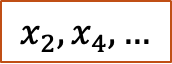 x₂, x₄, …